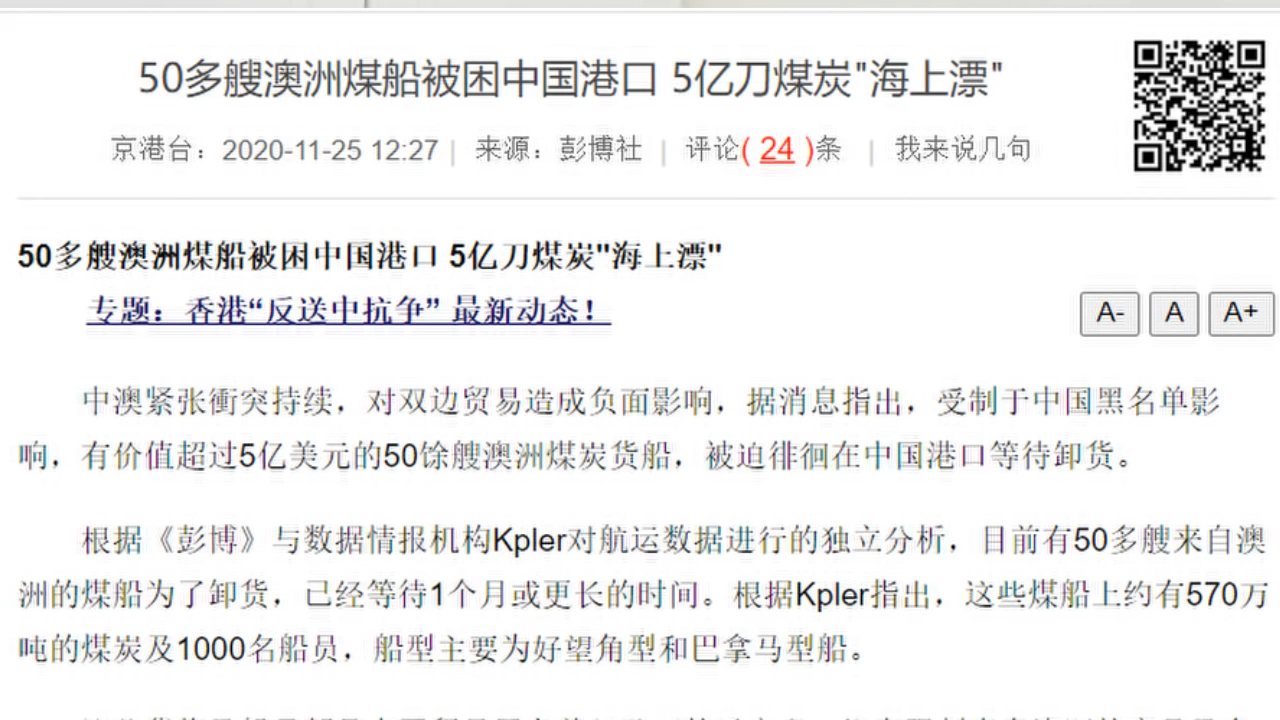 50多艘澳洲煤船被困中国港口 5亿刀煤炭"海上漂"
京港台：2020-11-25 12:27| 来源：彭博社 | 评论( 24 )条 | 我来说几句
50多艘澳洲煤船被困中国港口 5亿刀煤炭"海上漂"
专题：香港“反送中抗争” 最新动态！
A- A A+
中澳紧张衝突持续，对双边贸易造成负面影响，据消息指出，受制于中国黑名单影
响，有价值超过5亿美元的50馀艘澳洲煤炭货船，被迫徘徊在中国港口等待卸货。
根据《彭博》与数据情报机构Kpler对航运数据进行的独立分析，目前有50多艘来自澳
洲的煤船为了卸货，已经等待1个月或更长的时间。根据Kpler指出，这些煤船上约有570万
吨的煤炭及1000名船员，船型主要为好望角型和巴拿马型船。